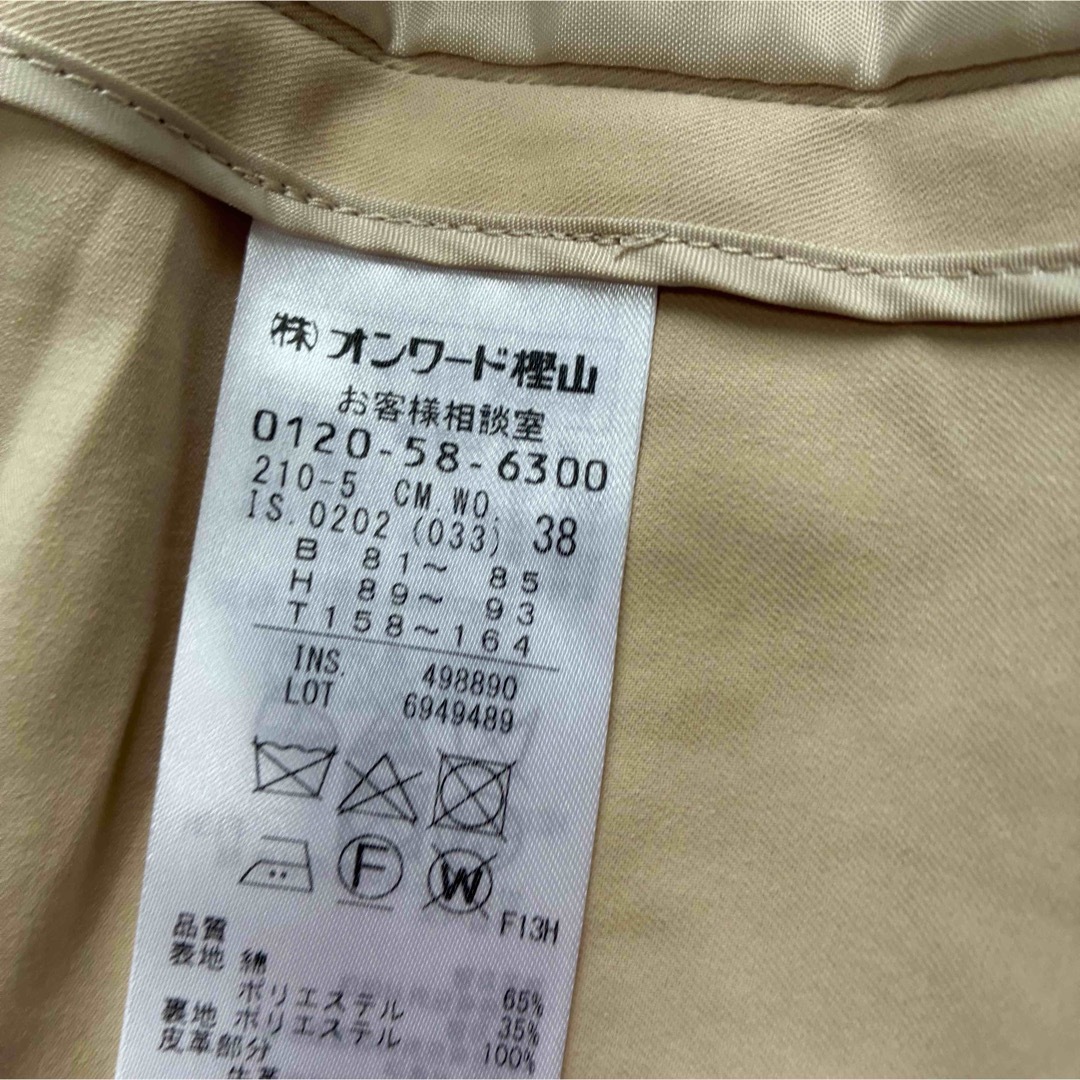 ㈱オンワード樫山
お客様相談室
0120-58-6300
210-5 CM.WO.
IS.0202 (033) 38
B 81～ 85
H 89～ 93
T158～164
INS. 498890
LOT 6949489
F
W
F13H
品質
表地 綿 65%
ポリエステル 35%
裏地 ポリエステル 100%
皮革部分
牛革